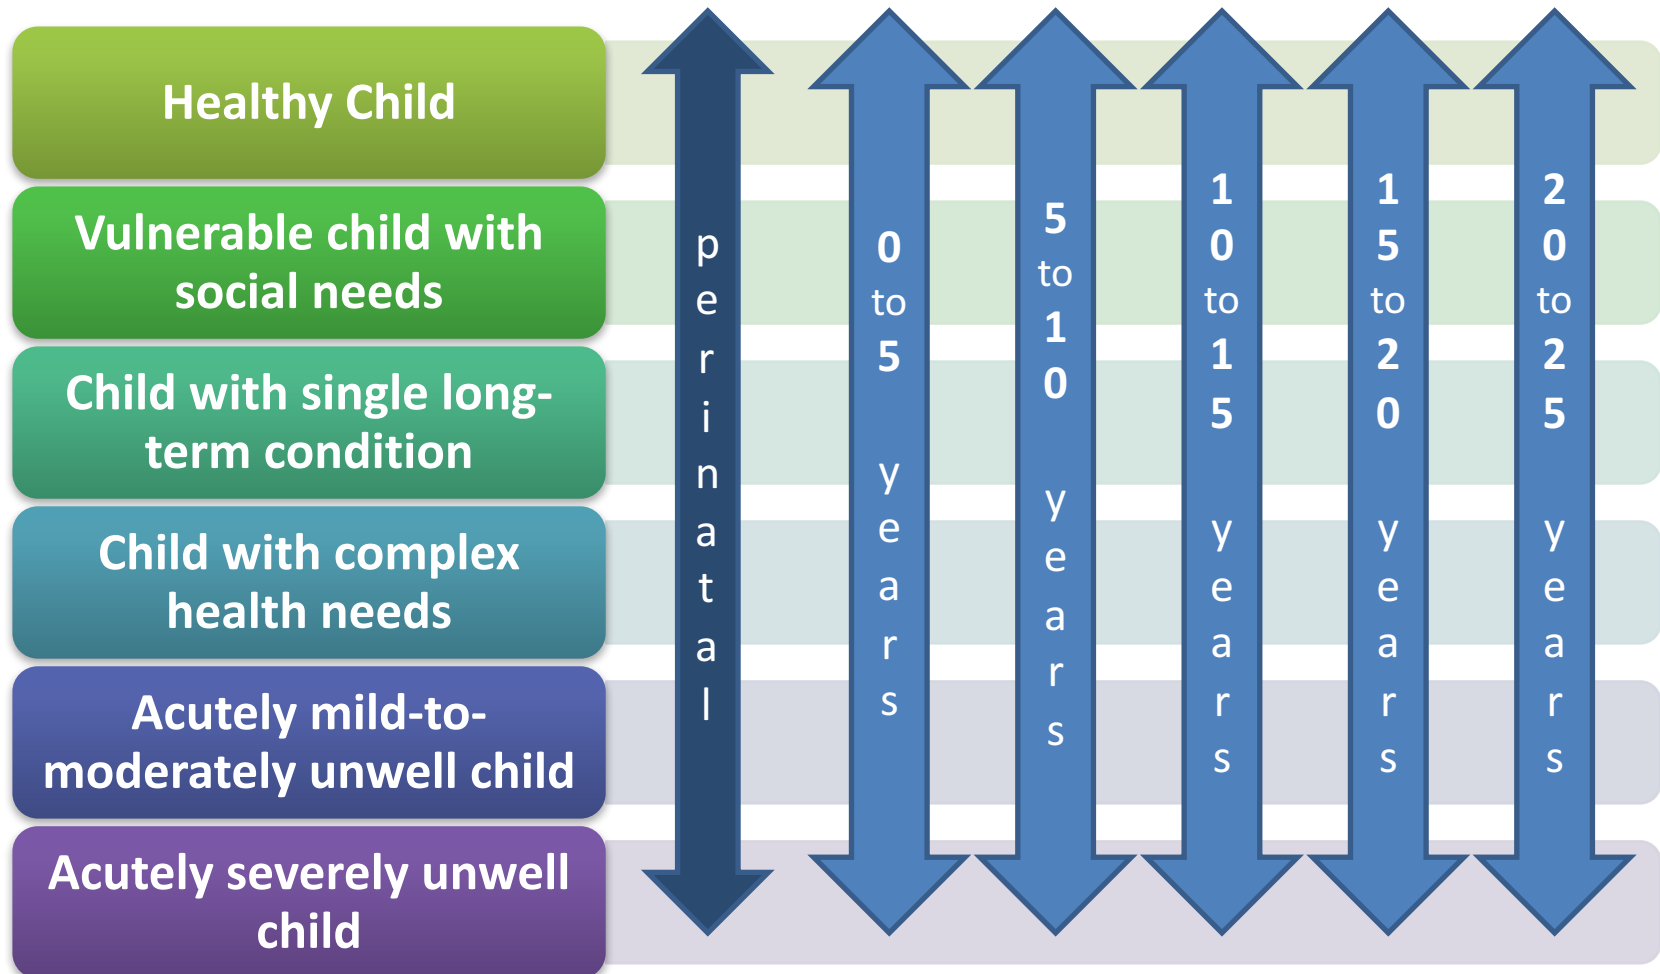 Healthy Child
Vulnerable child with
social needs
Child with single long-
term condition
Child with complex
health needs
Acutely mild-to-
moderately unwell child
Acutely severely unwell
child
perinatal
0 to 5 years
5 to 10 years
10 to 15 years
15 to 20 years
20 to 25 years